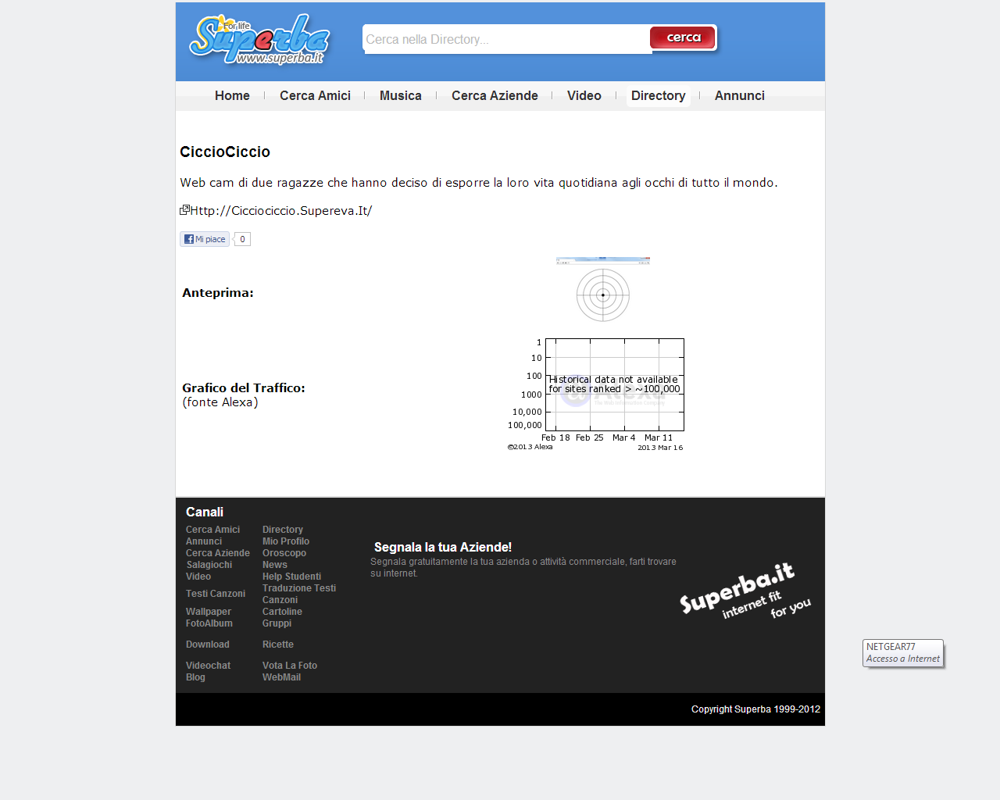 For life
Superba
www.superba.it
Cerca nella Directory...
cerca
Home
Cerca Amici
Musica
Cerca Aziende
Video
Directory
Annunci
CiccioCiccio
Web cam di due ragazze che hanno deciso di esporre la loro vita quotidiana agli occhi di tutto il mondo.
Http://Cicciociccio.Supereva.It/
Mi piace
0
Anteprima:
Grafico del Traffico:
(fonte Alexa)
1
10
100
1000
10,000
100,000
Historical data not available
for sites ranked > ~100,000
Alexa
The Web Information Company
Feb 18 Feb 25 Mar 4 Mar 11
©2013 Alexa 2013 Mar 16
Canali
Cerca Amici Directory
Annunci Mio Profilo
Cerca Aziende Oroscopo
Salagiochi News
Video Help Studenti
Testi Canzoni Traduzione Testi
Canzoni
Wallpaper Cartoline
FotoAlbum Gruppi
Download Ricette
Videochat Vota La Foto
Blog WebMail
Segnala la tua Aziende!
Segnala gratuitamente la tua azienda o attività commerciale, farti trovare
su internet.
Superba.it
internet fit
for you
NETGEAR77
Accesso a Internet
Copyright Superba 1999-2012